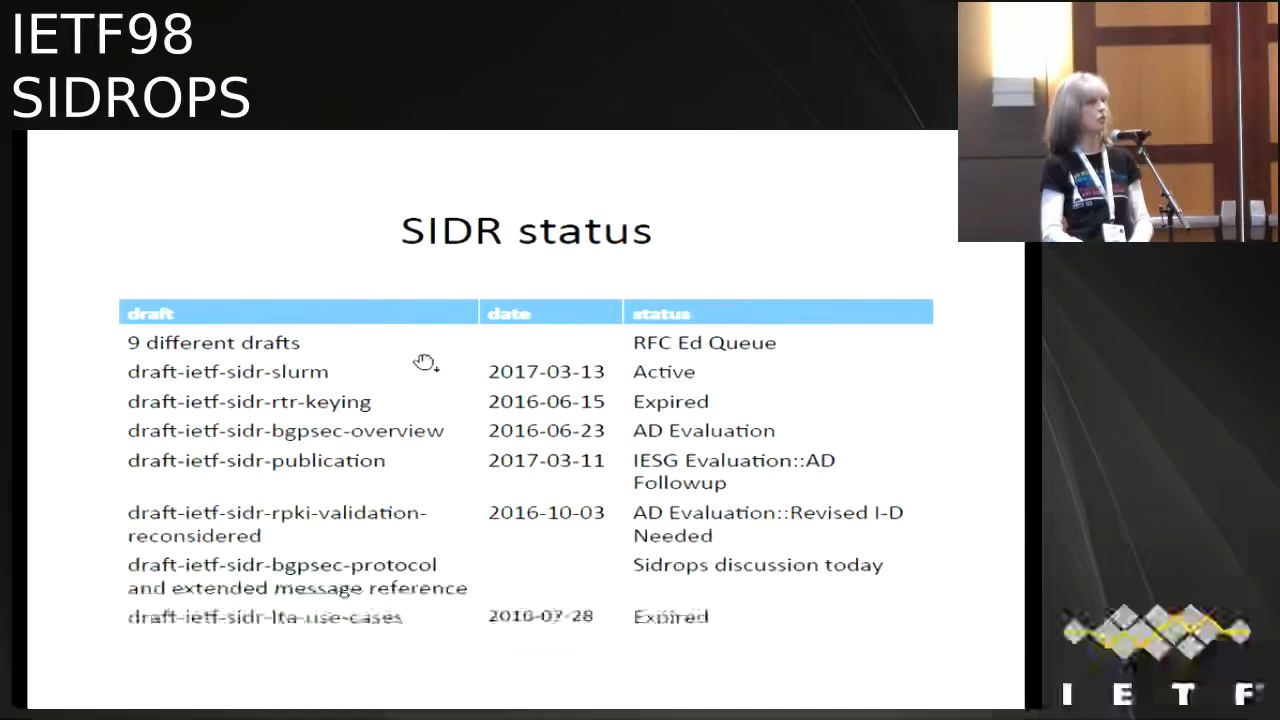 IETF98
SIDROPS
SIDR status
draft date status
9 different drafts RFC Ed Queue
draft-ietf-sidr-slurm 2017-03-13 Active
draft-ietf-sidr-rtr-keying 2016-06-15 Expired
draft-ietf-sidr-bgpsec-overview 2016-06-23 AD Evaluation
draft-ietf-sidr-publication 2017-03-11 IESG Evaluation::AD
Followup
draft-ietf-sidr-rpki-validation- 2016-10-03 AD Evaluation::Revised I-D
reconsidered Needed
draft-ietf-sidr-bgpsec-protocol Sidrops discussion today
and extended message reference
draft-ietf-sidr-lta-use-cases Expired
I E T F